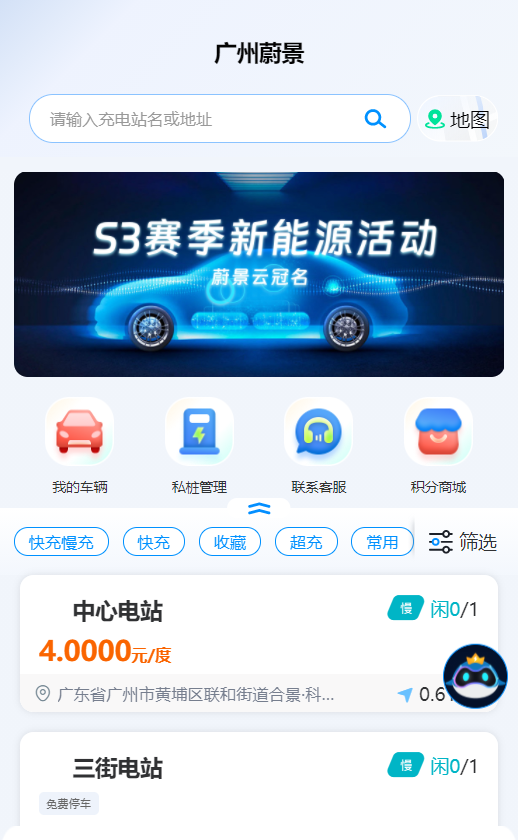 广州蔚景
请输入充电站名或地址
地图
S3赛季新能源活动
蔚景云冠名
我的车辆 私桩管理 联系客服 积分商城
快充慢充 快充 收藏 超充 常用 筛选
中心电站 慢 闲0/1
4.0000元/度
广东省广州市黄埔区联和街道合景·科... 0.6
三街电站 慢 闲0/1
免费停车